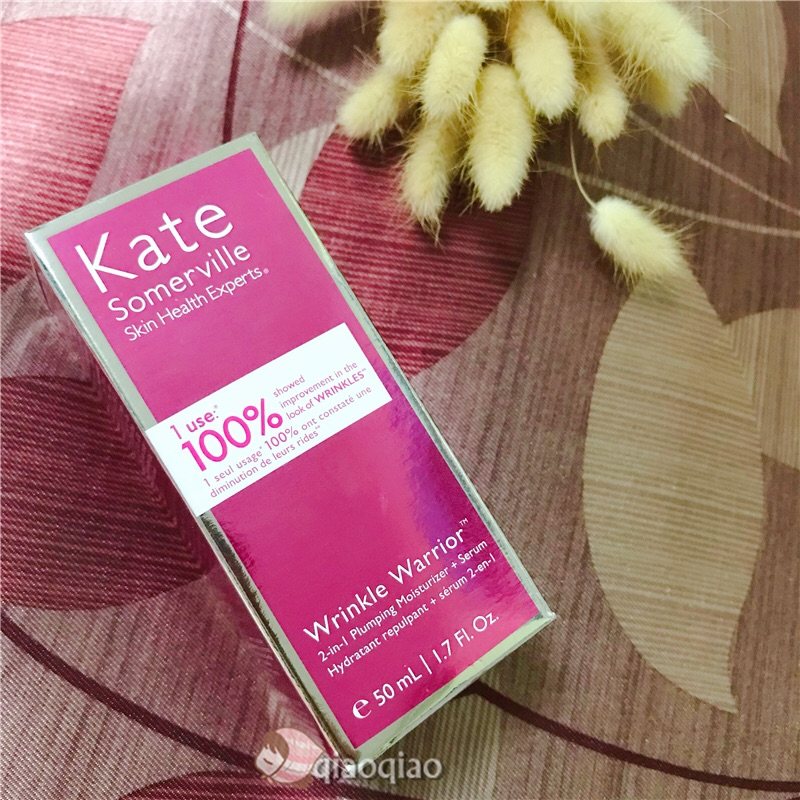 Kate
Somerville
Skin Health Experts®
1 use:*
100%
showed
improvement in the
look of WRINKLES**
1 seul usage* 100% ont constaté une
diminution de leurs rides**
Wrinkle Warrior™
2-in-1 Plumping Moisturizer + Serum
Hydratant repulpant + sérum 2-en-1
e 50 mL | 1.7 Fl. Oz.
qiaoqiao